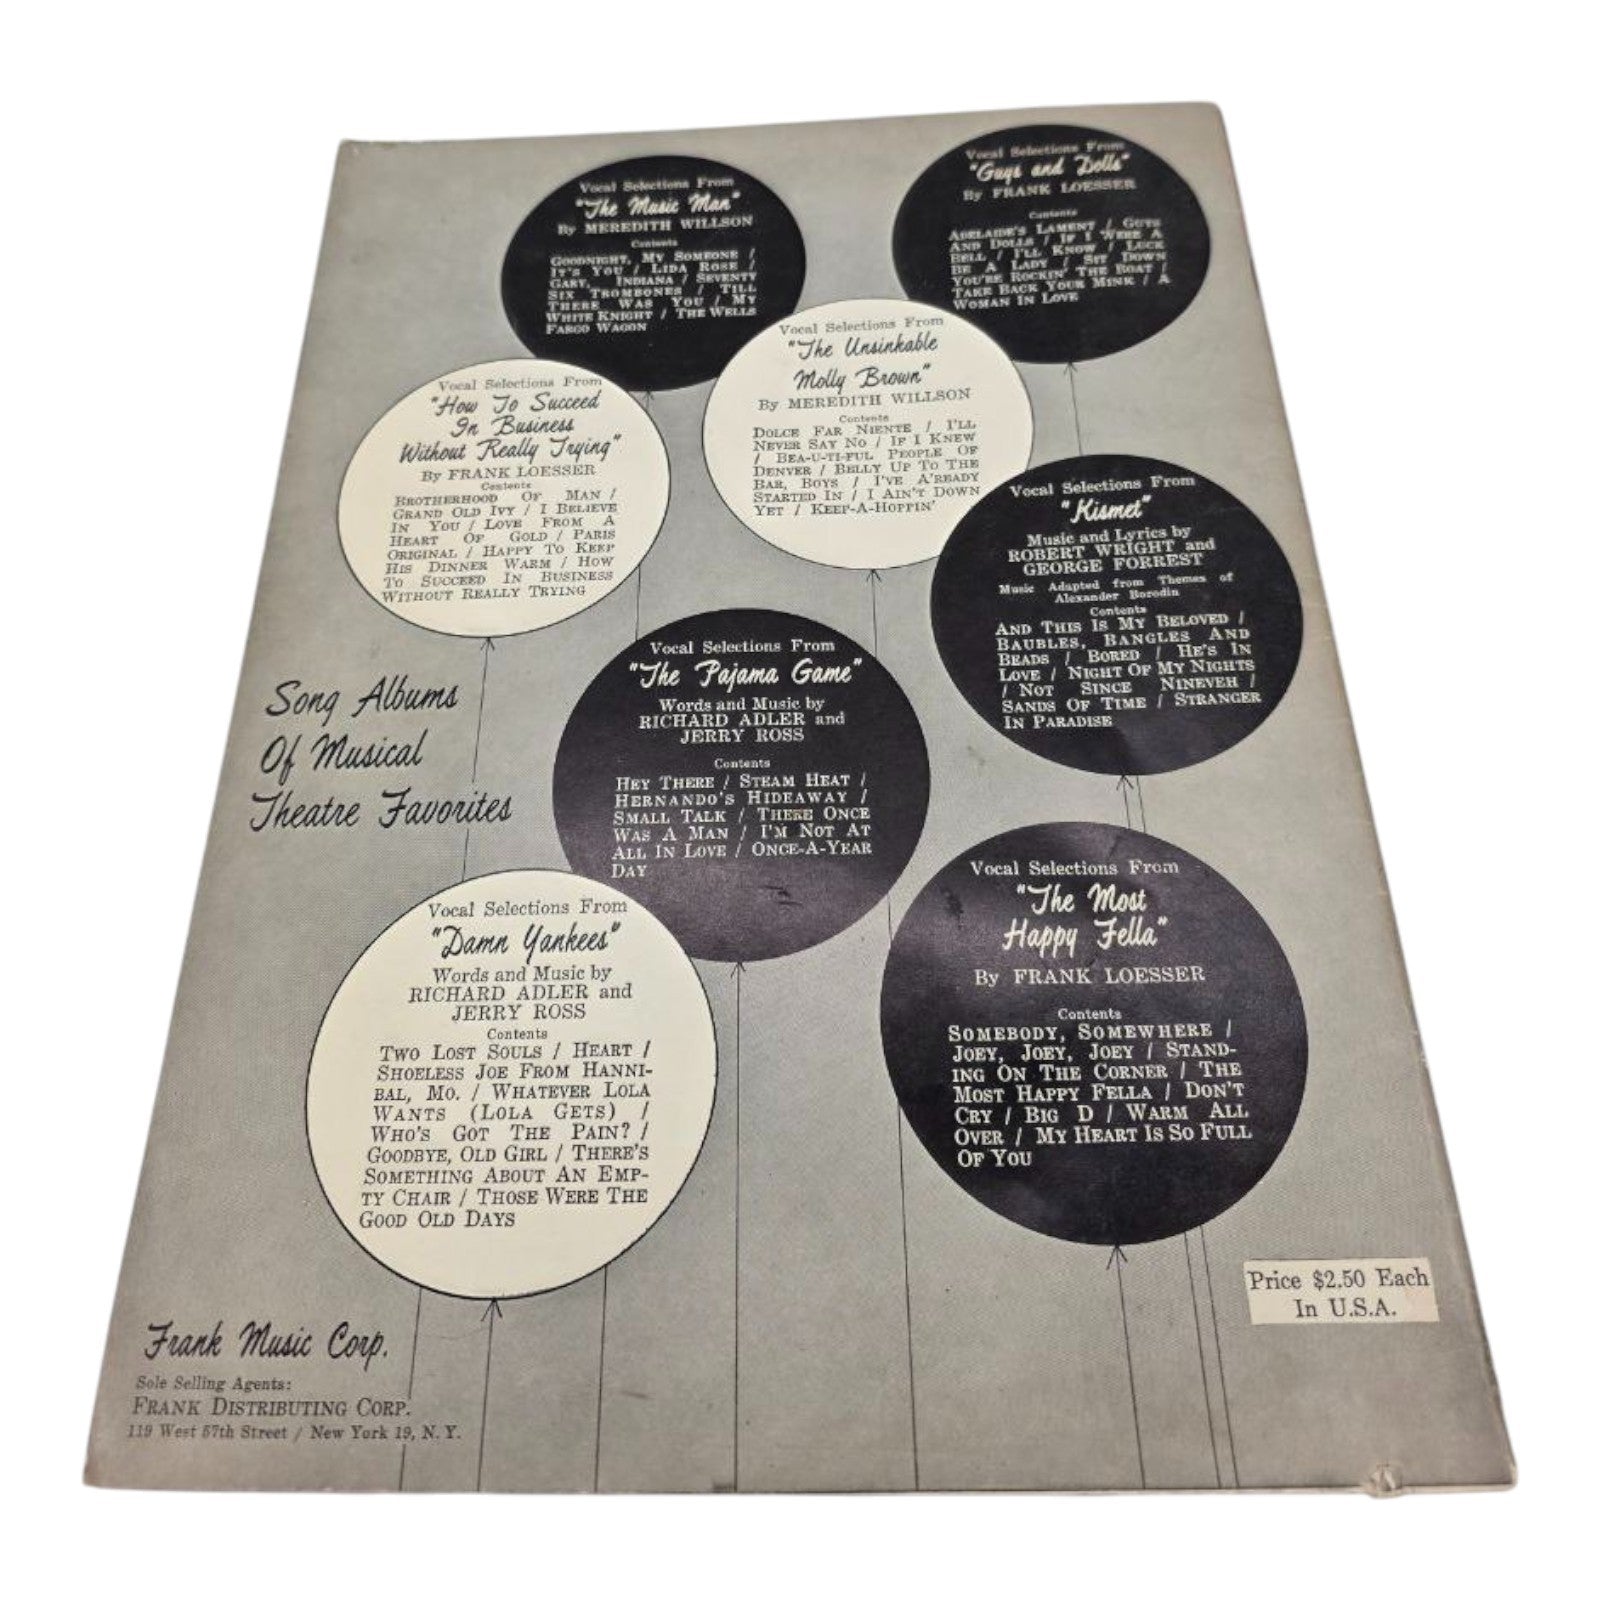 Vocal Selections From
"The Music Man"
By MEREDITH WILLSON
Contents
GOODNIGHT, MY SOMEONE /
IT'S YOU / LIDA ROSE /
GARY, INDIANA / SEVENTY
SIX TROMBONES / TILL
THERE WAS YOU / MY
WHITE KNIGHT / THE WELLS
FARGO WAGON
Vocal Selections From
"Guys and Dolls"
By FRANK LOESSER
Contents
ADELAIDE'S LAMENT / GUYS
AND DOLLS / IF I WERE A
BELL / I'LL KNOW / LUCK
BE A LADY / SIT DOWN
YOU'RE ROCKIN' THE BOAT /
TAKE BACK YOUR MINK / A
WOMAN IN LOVE
Vocal Selections From
"The Unsinkable
Molly Brown"
By MEREDITH WILLSON
Contents
DOLCE FAR NIENTE / I'LL
NEVER SAY NO / IF I KNEW
/ BEA-U-TI-FUL PEOPLE OF
DENVER / BELLY UP TO THE
BAR, BOYS / I'VE A'READY
STARTED IN / I AIN'T DOWN
YET / KEEP-A-HOPPIN'
Vocal Selections From
"How To Succeed
In Business
Without Really Trying"
By FRANK LOESSER
Contents
BROTHERHOOD OF MAN /
GRAND OLD IVY / I BELIEVE
IN YOU / LOVE FROM A
HEART OF GOLD / PARIS
ORIGINAL / HAPPY TO KEEP
HIS DINNER WARM / HOW
TO SUCCEED IN BUSINESS
WITHOUT REALLY TRYING
Vocal Selections From
"Kismet"
Music and Lyrics by
ROBERT WRIGHT and
GEORGE FORREST
Music Adapted from Themes of
Alexander Borodin
Contents
AND THIS IS MY BELOVED /
BAUBLES, BANGLES AND
BEADS / BORED / HE'S IN
LOVE / NIGHT OF MY NIGHTS
/ NOT SINCE NINEVEH /
SANDS OF TIME / STRANGER
IN PARADISE
Vocal Selections From
"The Pajama Game"
Words and Music by
RICHARD ADLER and
JERRY ROSS
Contents
HEY THERE / STEAM HEAT /
HERNANDO'S HIDEAWAY /
SMALL TALK / THERE ONCE
WAS A MAN / I'M NOT AT
ALL IN LOVE / ONCE-A-YEAR
DAY
Song Albums
Of Musical
Theatre Favorites
Vocal Selections From
"Damn Yankees"
Words and Music by
RICHARD ADLER and
JERRY ROSS
Contents
TWO LOST SOULS / HEART /
SHOELESS JOE FROM HANNI-
BAL, MO. / WHATEVER LOLA
WANTS (LOLA GETS) /
WHO'S GOT THE PAIN? /
GOODBYE, OLD GIRL / THERE'S
SOMETHING ABOUT AN EMP-
TY CHAIR / THOSE WERE THE
GOOD OLD DAYS
Vocal Selections From
"The Most
Happy Fella"
By FRANK LOESSER
Contents
SOMEBODY, SOMEWHERE /
JOEY, JOEY, JOEY / STAND-
ING ON THE CORNER / THE
MOST HAPPY FELLA / DON'T
CRY / BIG D / WARM ALL
OVER / MY HEART IS SO FULL
OF YOU
Price $2.50 Each
In U.S.A.
Frank Music Corp.
Sole Selling Agents:
FRANK DISTRIBUTING CORP.
119 West 57th Street / New York 19, N. Y.